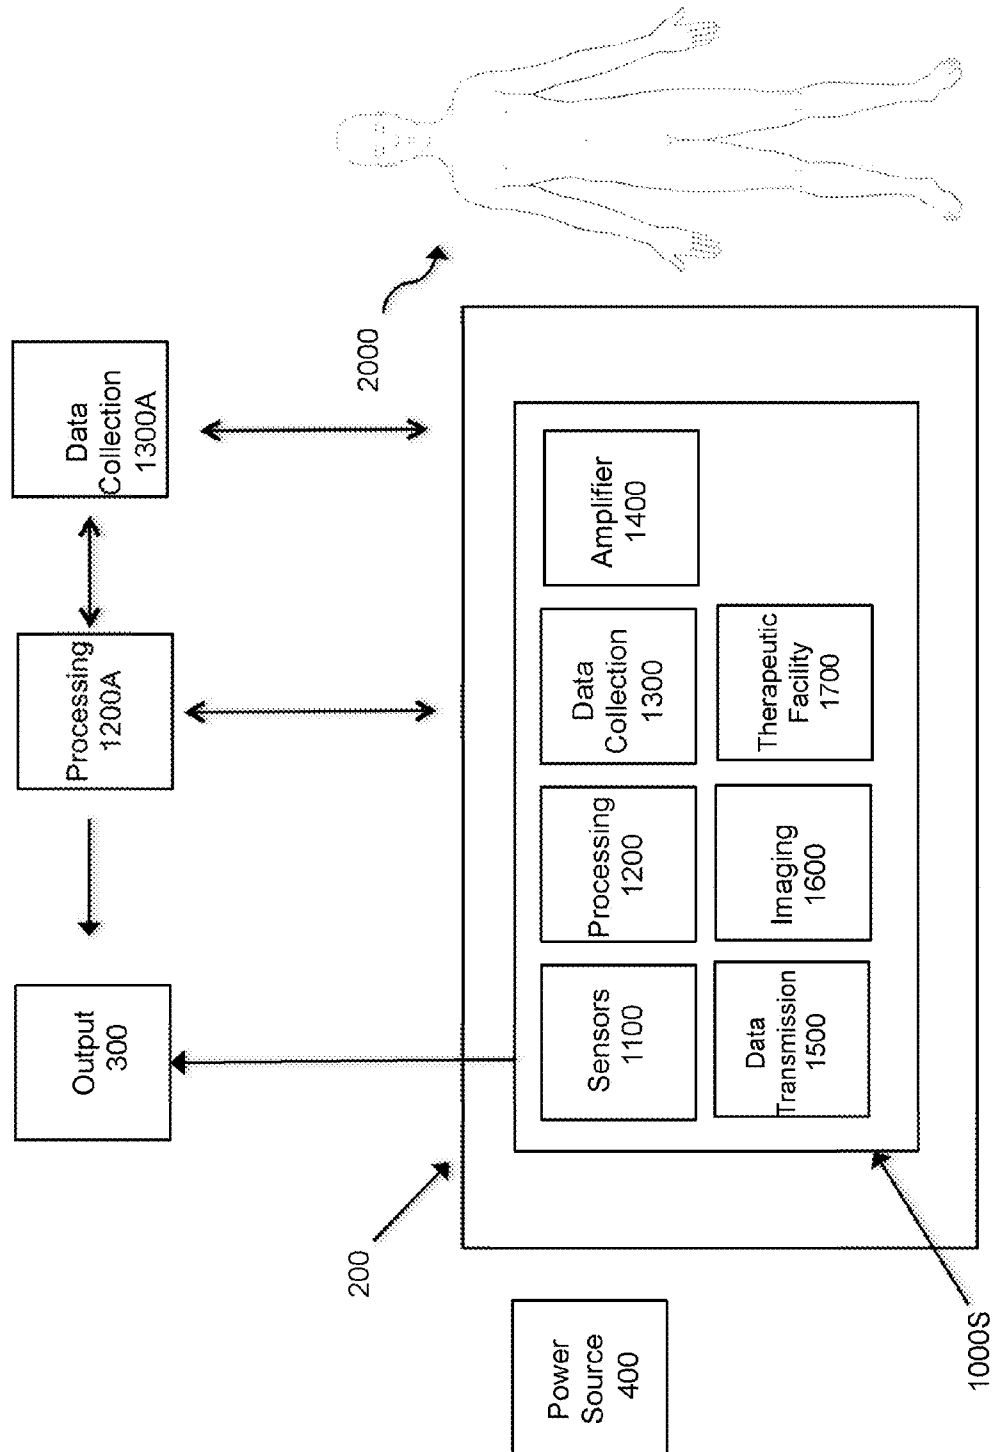 Output
300
Processing
1200A
Data
Collection
1300A
200
2000
Power
Source
400
Sensors
1100
Processing
1200
Data
Collection
1300
Amplifier
1400
Data
Transmission
1500
Imaging
1600
Therapeutic
Facility
1700
1000S